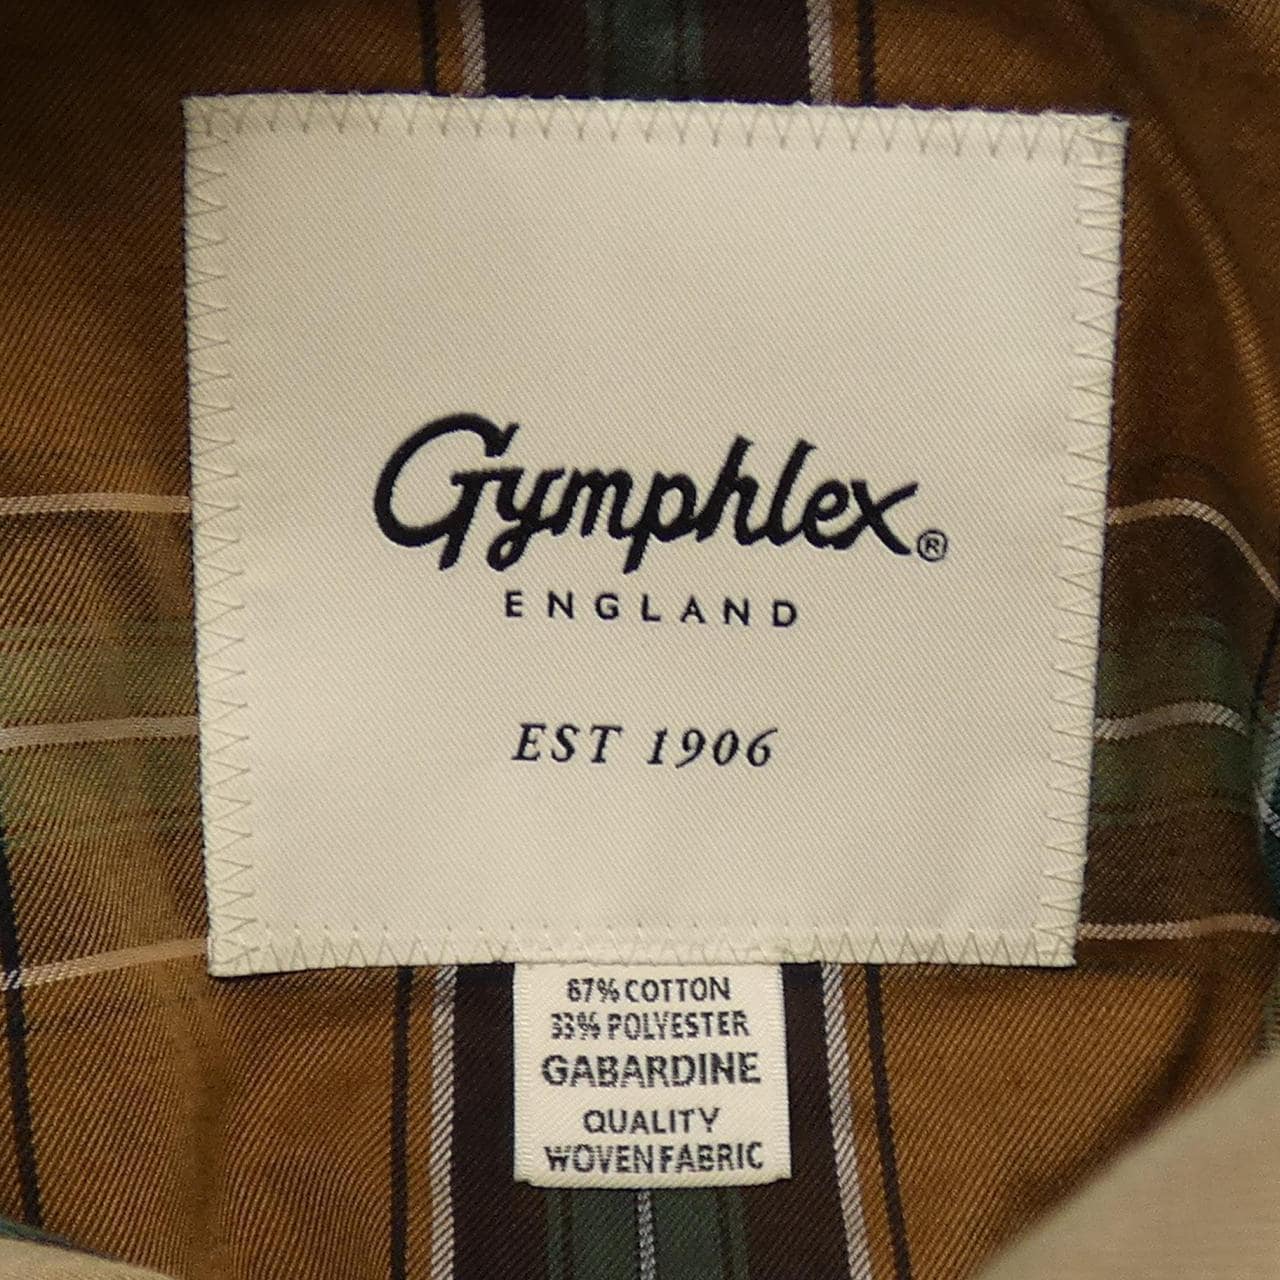 Gymphlex®
ENGLAND
EST 1906
67% COTTON
33% POLYESTER
GABARDINE
QUALITY
WOVEN FABRIC